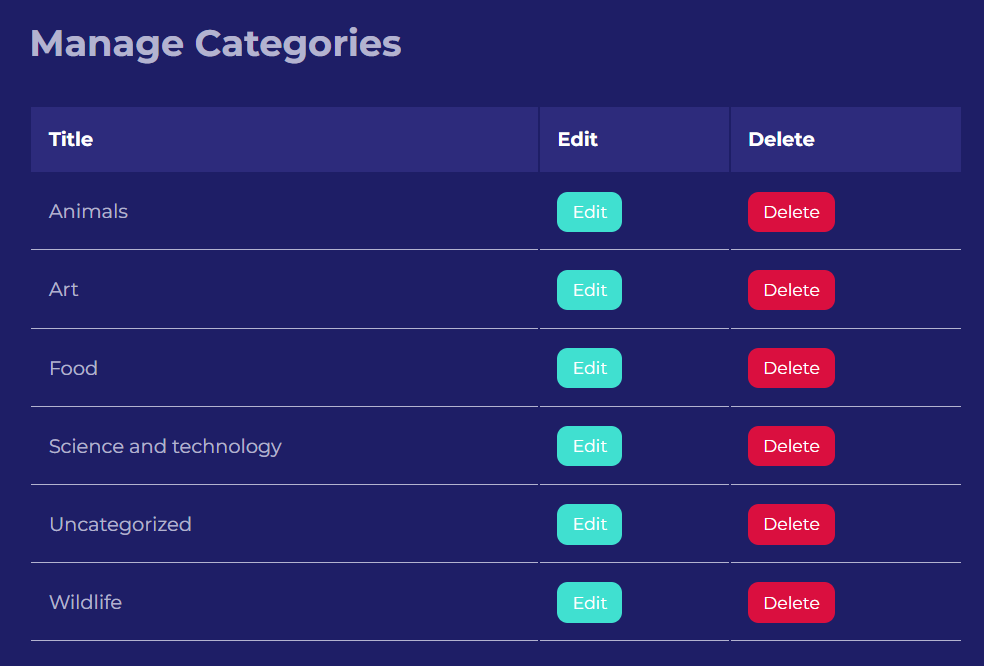 Manage Categories
Title Edit Delete
Animals Edit Delete
Art Edit Delete
Food Edit Delete
Science and technology Edit Delete
Uncategorized Edit Delete
Wildlife Edit Delete